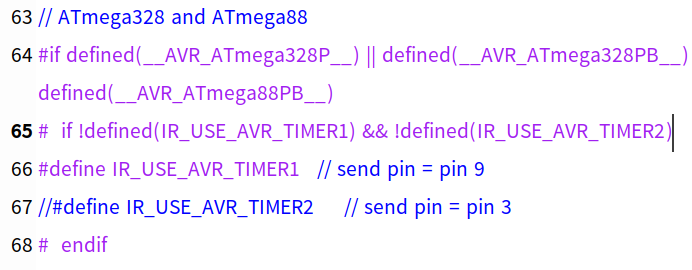 63 // ATmega328 and ATmega88
64 #if defined(__AVR_ATmega328P__) || defined(__AVR_ATmega328PB__)
defined(__AVR_ATmega88PB__)
65 #  if !defined(IR_USE_AVR_TIMER1) && !defined(IR_USE_AVR_TIMER2)
66 #define IR_USE_AVR_TIMER1   // send pin = pin 9
67 //#define IR_USE_AVR_TIMER2     // send pin = pin 3
68 #  endif